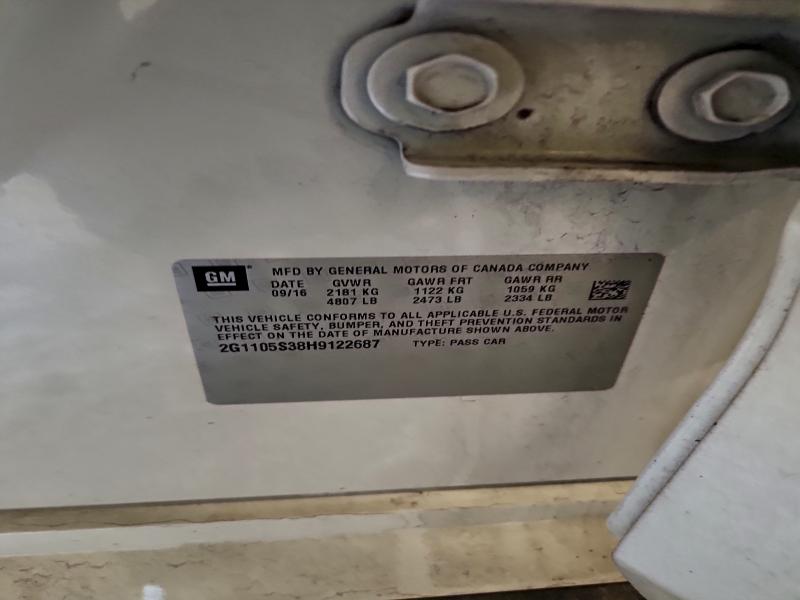 GM® MFD BY GENERAL MOTORS OF CANADA COMPANY
DATE GVWR GAWR FRT GAWR RR
09/16 2181 KG 1122 KG 1059 KG
4807 LB 2473 LB 2334 LB
THIS VEHICLE CONFORMS TO ALL APPLICABLE U.S. FEDERAL MOTOR
VEHICLE SAFETY, BUMPER, AND THEFT PREVENTION STANDARDS IN
EFFECT ON THE DATE OF MANUFACTURE SHOWN ABOVE.
2G1105S38H9122687 TYPE: PASS CAR